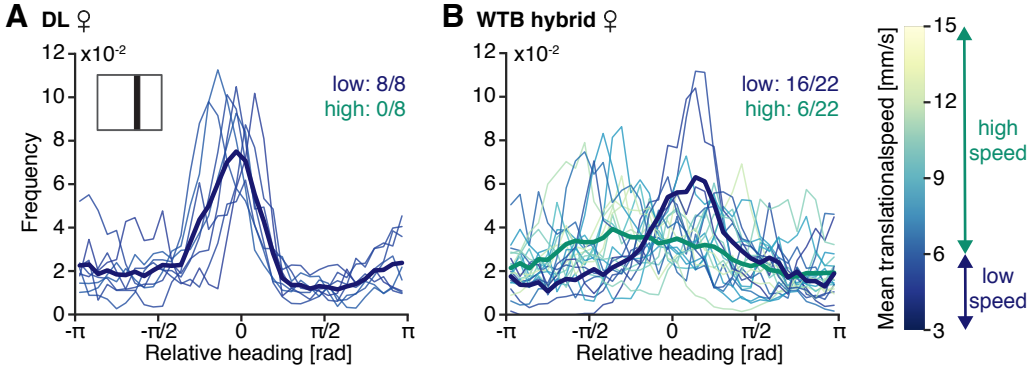 A DL ♀
B WTB hybrid ♀
x10-2
low: 8/8
high: 0/8
Frequency
12
10
8
6
4
2
0
-π
-π/2
0
π/2
π
Relative heading [rad]
x10-2
low: 16/22
high: 6/22
12
10
8
6
4
2
0
-π
-π/2
0
π/2
π
Relative heading [rad]
Mean translationalspeed [mm/s]
15
12
9
6
3
high
speed
low
speed